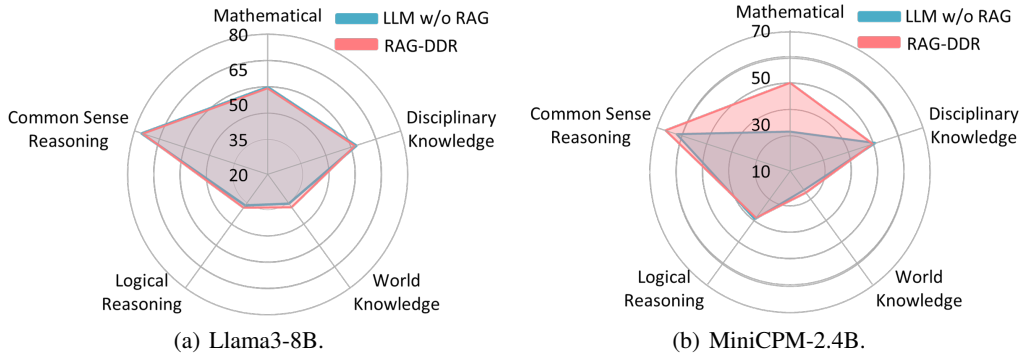 Mathematical
LLM w/o RAG
RAG-DDR
80
65
50
35
20
Common Sense
Reasoning
Disciplinary
Knowledge
Logical
Reasoning
World
Knowledge
(a) Llama3-8B.
Mathematical
LLM w/o RAG
RAG-DDR
70
50
30
10
Common Sense
Reasoning
Disciplinary
Knowledge
Logical
Reasoning
World
Knowledge
(b) MiniCPM-2.4B.